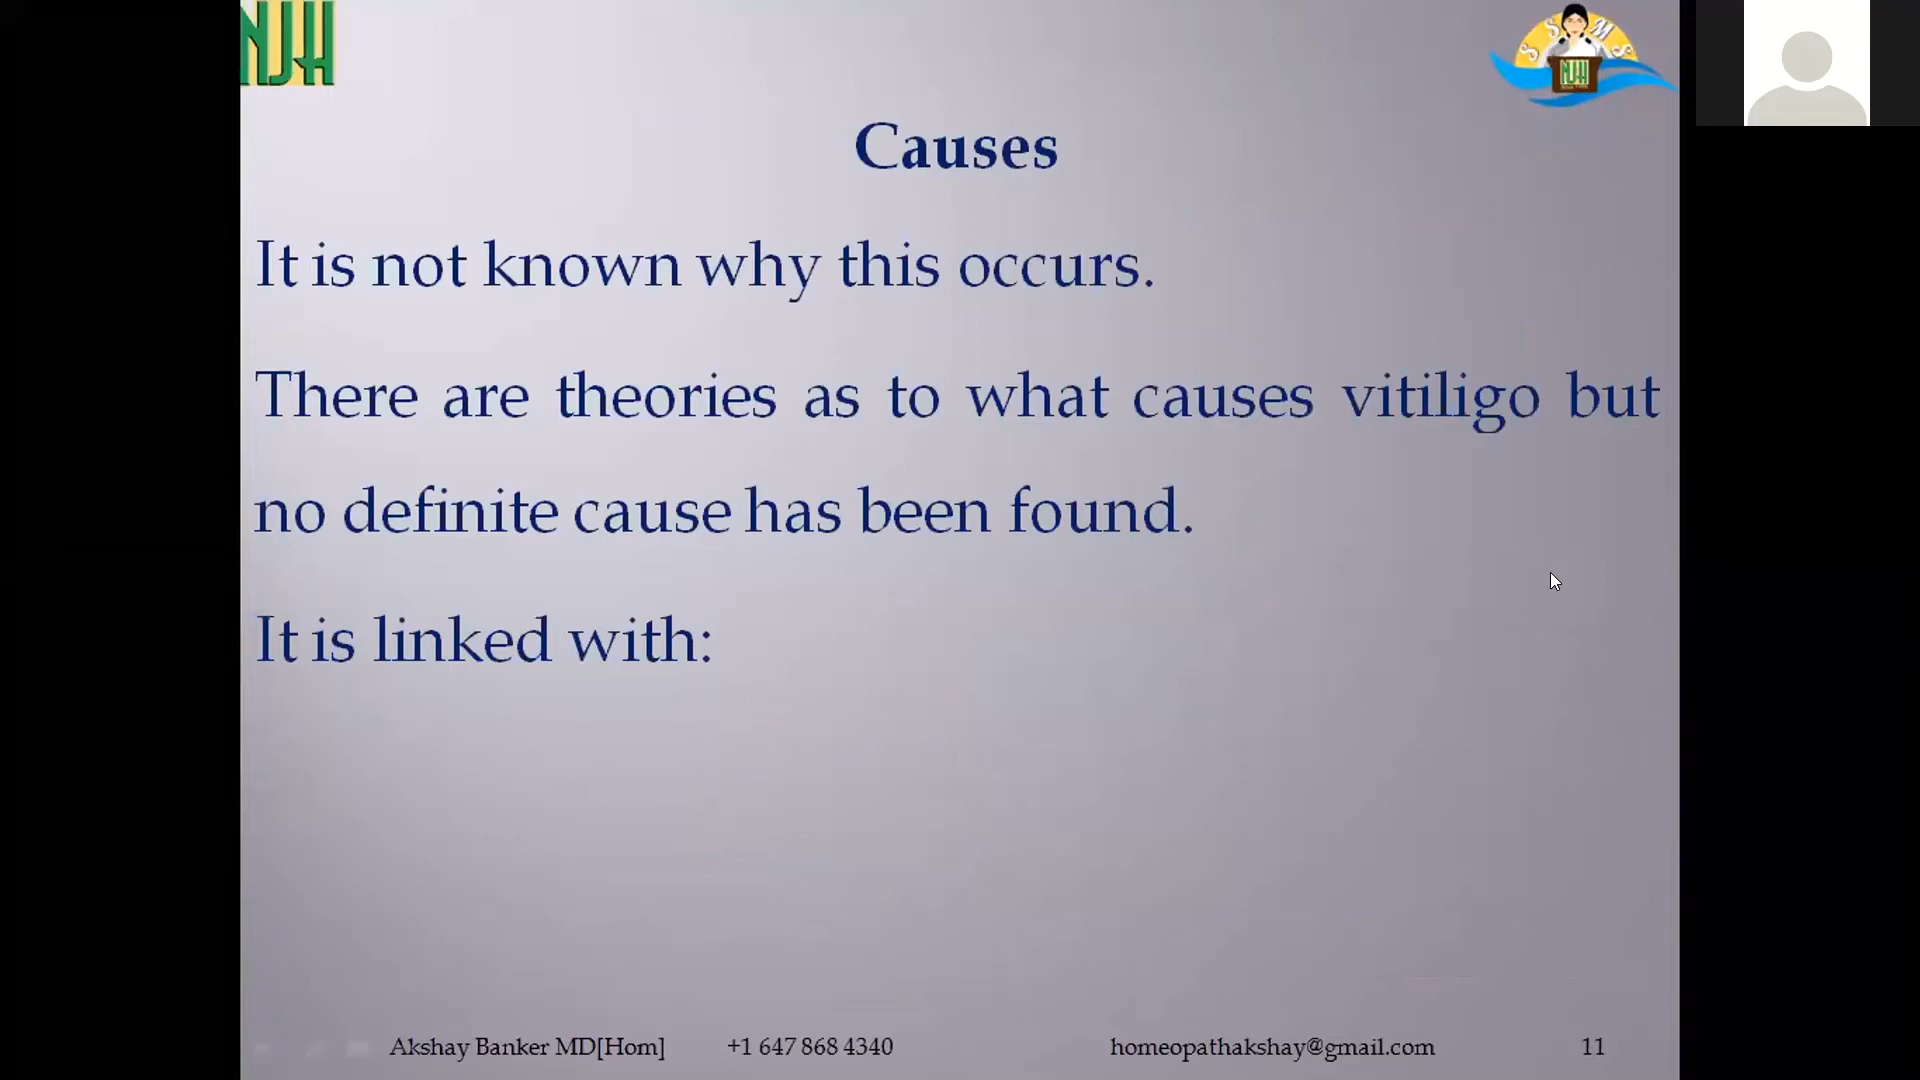 NJH
S S M S
NJH
Causes
It is not known why this occurs.
There are theories as to what causes vitiligo but
no definite cause has been found.
It is linked with:
Akshay Banker MD[Hom] +1 647 868 4340 homeopathakshay@gmail.com 11